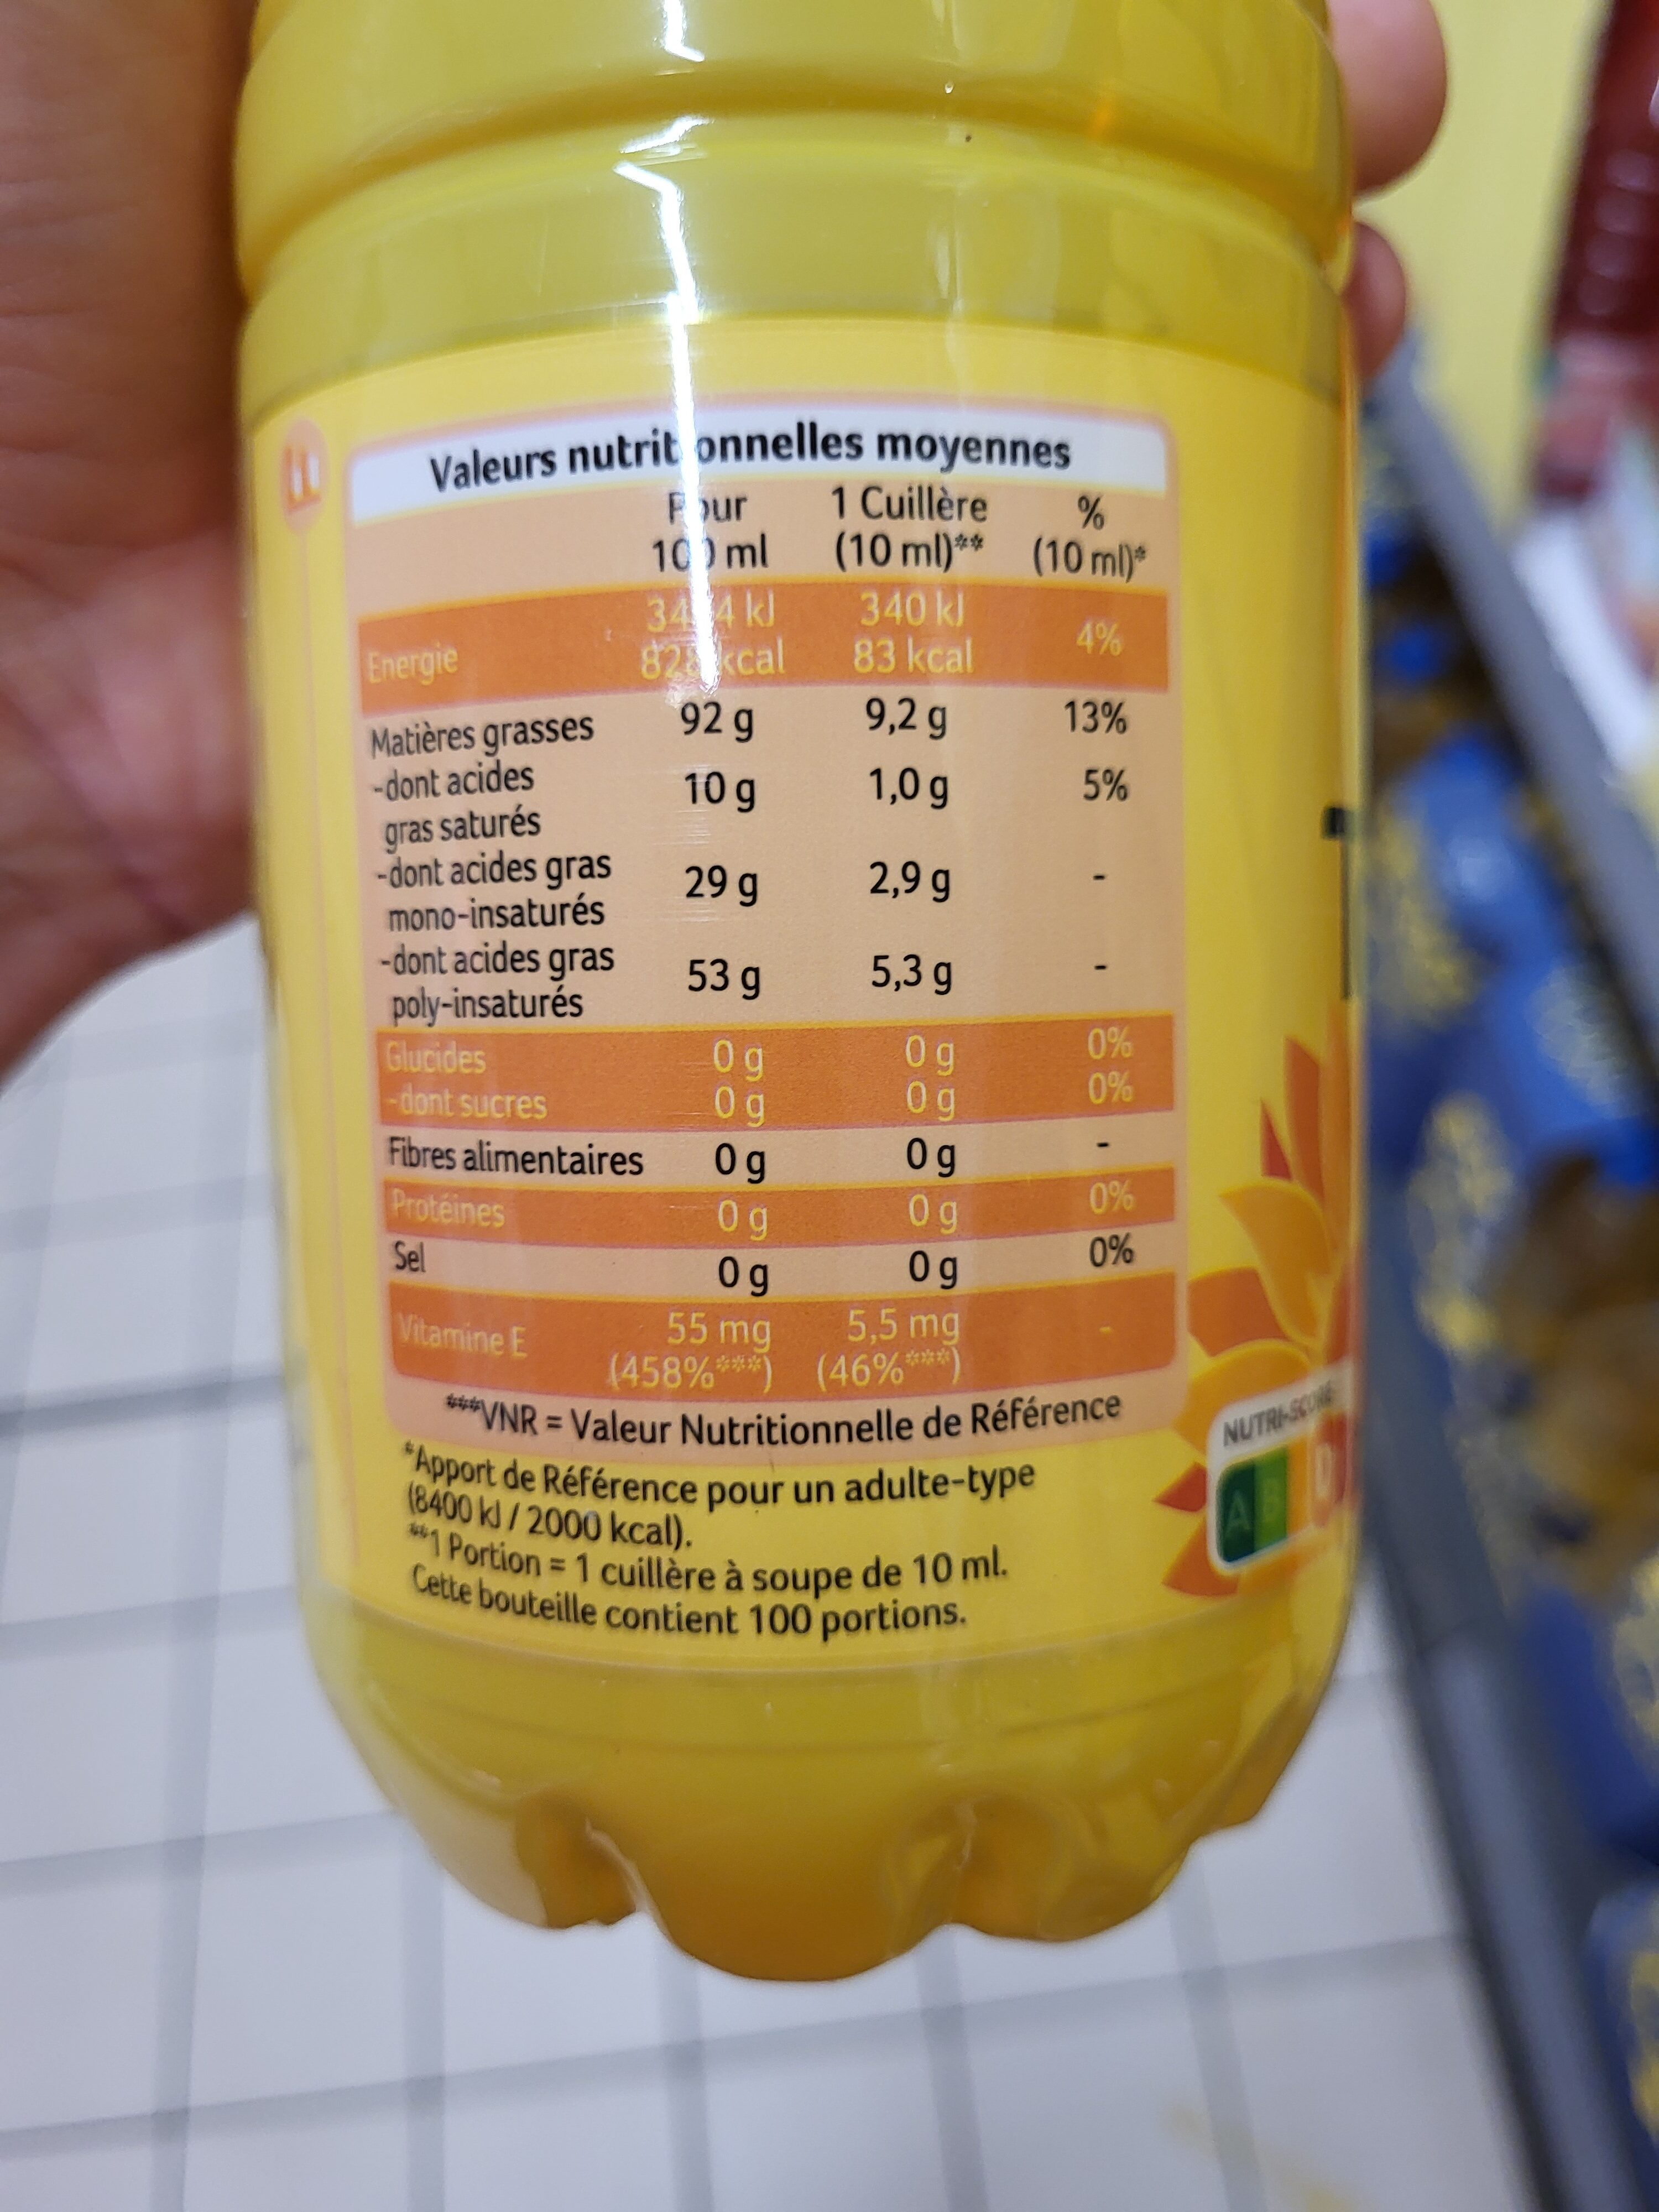 Valeurs nutritionnelles moyennes
Pour 1 Cuillère %
100 ml (10 ml)** (10 ml)*
Energie 340 kJ 4%
828 kcal 83 kcal
Matières grasses 92 g 9,2 g 13%
-dont acides 10 g 1,0 g 5%
gras saturés
-dont acides gras 29 g 2,9 g -
mono-insaturés
-dont acides gras 53 g 5,3 g -
poly-insaturés
Glucides 0 g 0 g 0%
-dont sucres 0 g 0 g 0%
Fibres alimentaires 0 g 0 g -
Protéines 0 g 0 g 0%
Sel 0 g 0 g 0%
Vitamine E 55 mg 5,5 mg -
(458%***) (46%***)
***VNR = Valeur Nutritionnelle de Référence
*Apport de Référence pour un adulte-type
(8400 kJ / 2000 kcal).
**1 Portion = 1 cuillère à soupe de 10 ml.
Cette bouteille contient 100 portions.
NUTRI-SCORE
A B D